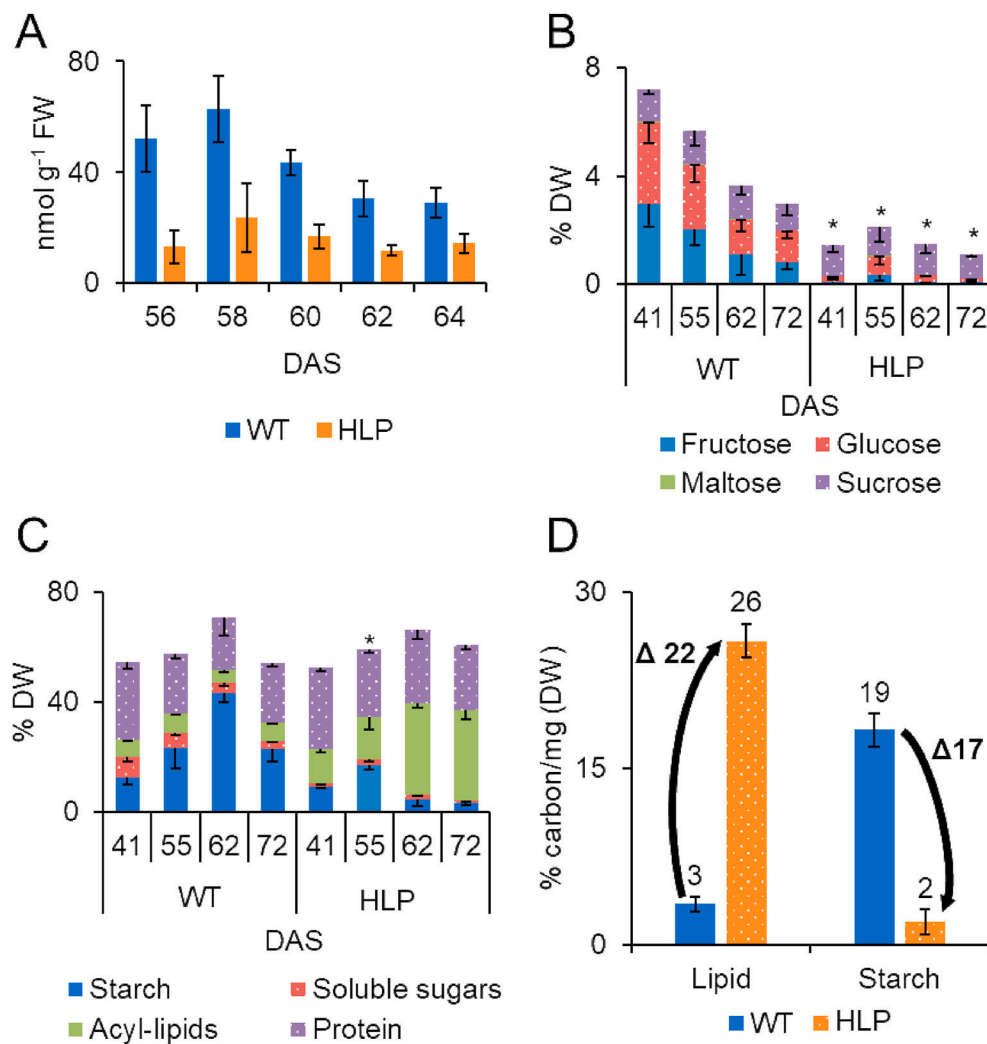 A
80
40
0
nmol g⁻¹ FW
56 58 60 62 64
DAS
WT HLP
B
8
4
0
% DW
* * * *
41 55 62 72 41 55 62 72
WT HLP
DAS
Fructose Glucose
Maltose Sucrose
C
80
40
0
% DW
*
41 55 62 72 41 55 62 72
WT HLP
DAS
Starch Soluble sugars
Acyl-lipids Protein
D
30
15
0
% carbon/mg (DW)
26
Δ 22
19
Δ17
3
2
Lipid Starch
WT HLP